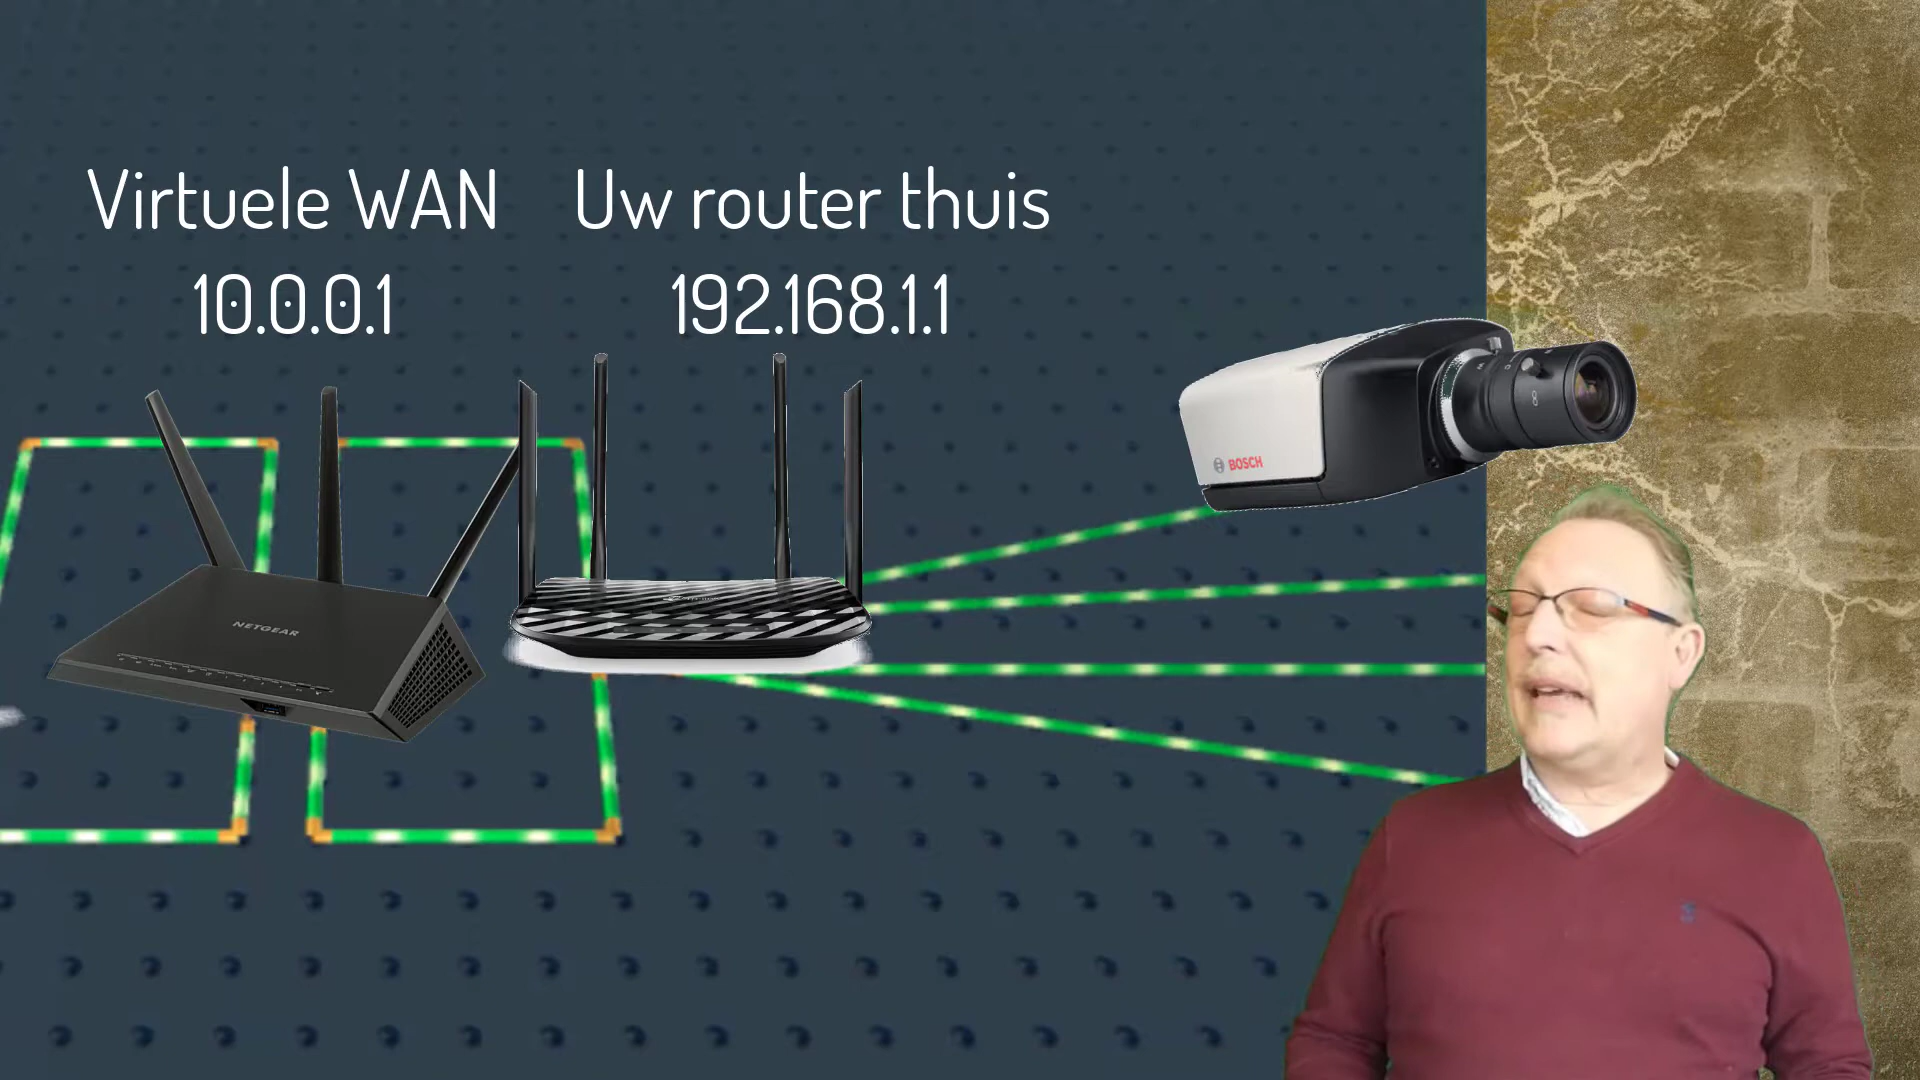 Virtuele WAN
10.0.0.1
Uw router thuis
192.168.1.1
NETGEAR
BOSCH